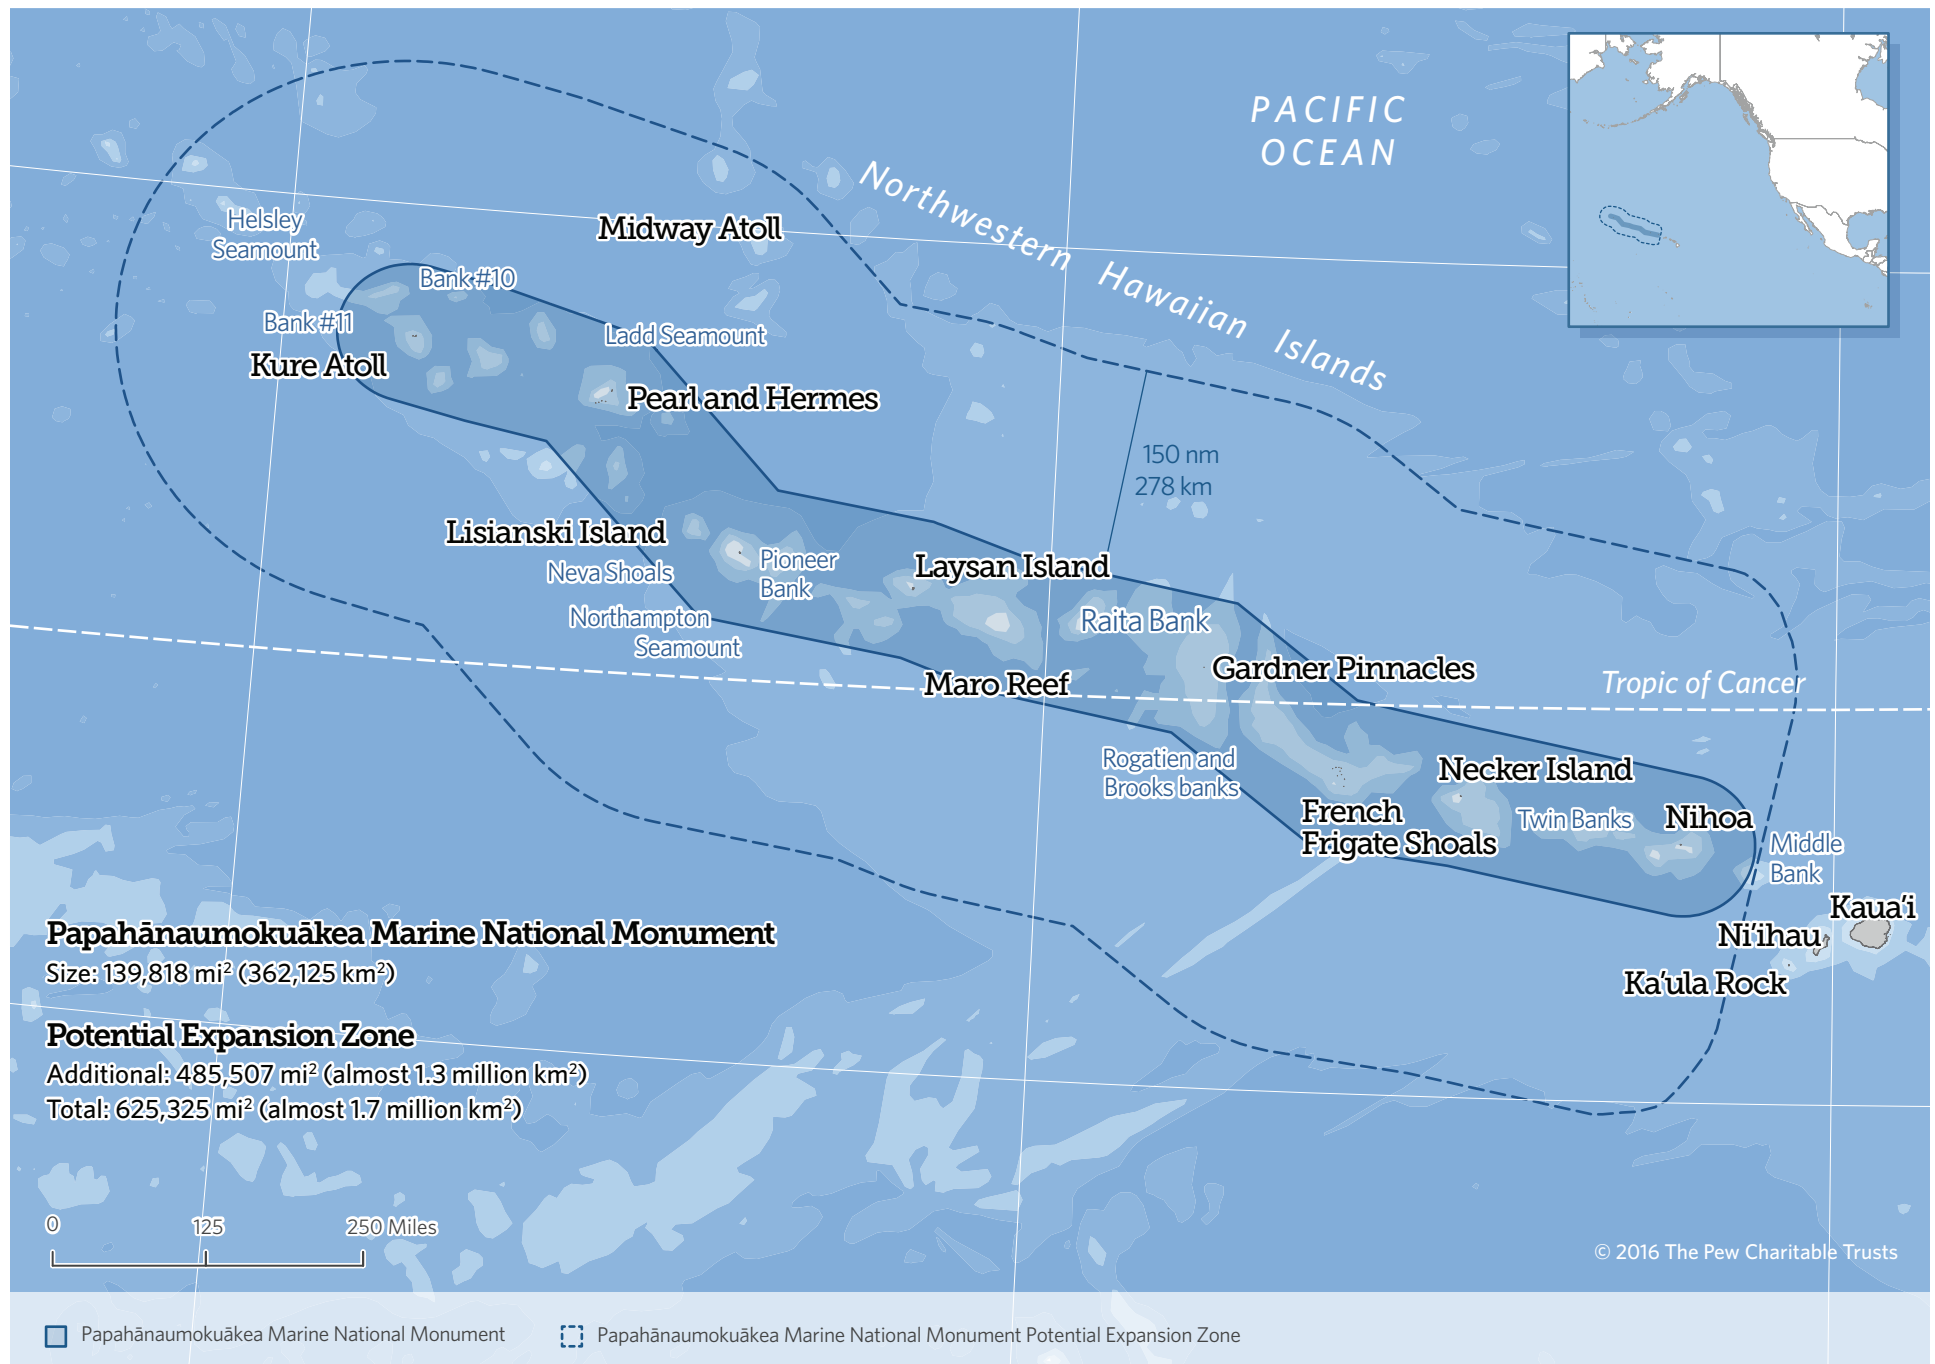 PACIFIC
OCEAN
Northwestern Hawaiian Islands
Helsley
Seamount
Midway Atoll
Bank #10
Bank #11
Ladd Seamount
Kure Atoll
Pearl and Hermes
150 nm
278 km
Lisianski Island
Neva Shoals
Pioneer
Bank
Laysan Island
Northampton
Seamount
Raita Bank
Maro Reef
Gardner Pinnacles
Tropic of Cancer
Rogatien and
Brooks banks
Necker Island
French
Frigate Shoals
Twin Banks
Nihoa
Middle
Bank
Kaua‘i
Ni‘ihau
Ka‘ula Rock
Papahānaumokuākea Marine National Monument
Size: 139,818 mi² (362,125 km²)
Potential Expansion Zone
Additional: 485,507 mi² (almost 1.3 million km²)
Total: 625,325 mi² (almost 1.7 million km²)
0 125 250 Miles
© 2016 The Pew Charitable Trusts
Papahānaumokuākea Marine National Monument
Papahānaumokuākea Marine National Monument Potential Expansion Zone